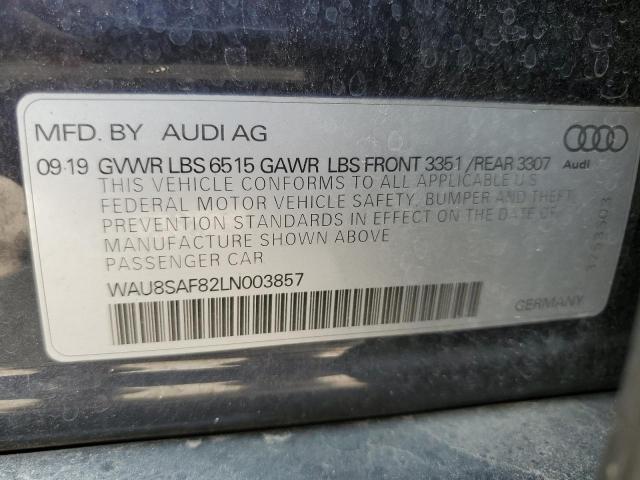 MFD. BY AUDI AG
09·19 GVWR LBS 6515 GAWR LBS FRONT 3351 /REAR 3307
Audi
THIS VEHICLE CONFORMS TO ALL APPLICABLE U.S
FEDERAL MOTOR VEHICLE SAFETY, BUMPER AND THEFT
PREVENTION STANDARDS IN EFFECT ON THE DATE OF
MANUFACTURE SHOWN ABOVE
PASSENGER CAR
WAU8SAF82LN003857
GERMANY